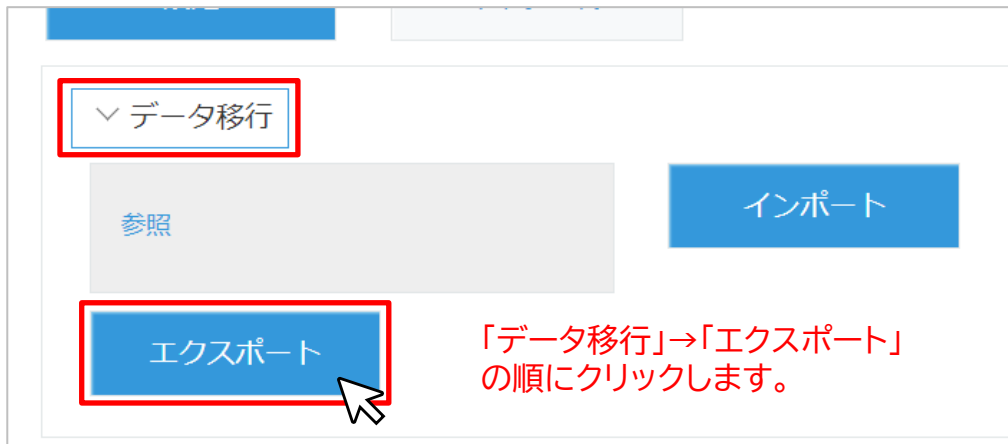 データ移行
参照
インポート
エクスポート
「データ移行」→「エクスポート」
の順にクリックします。